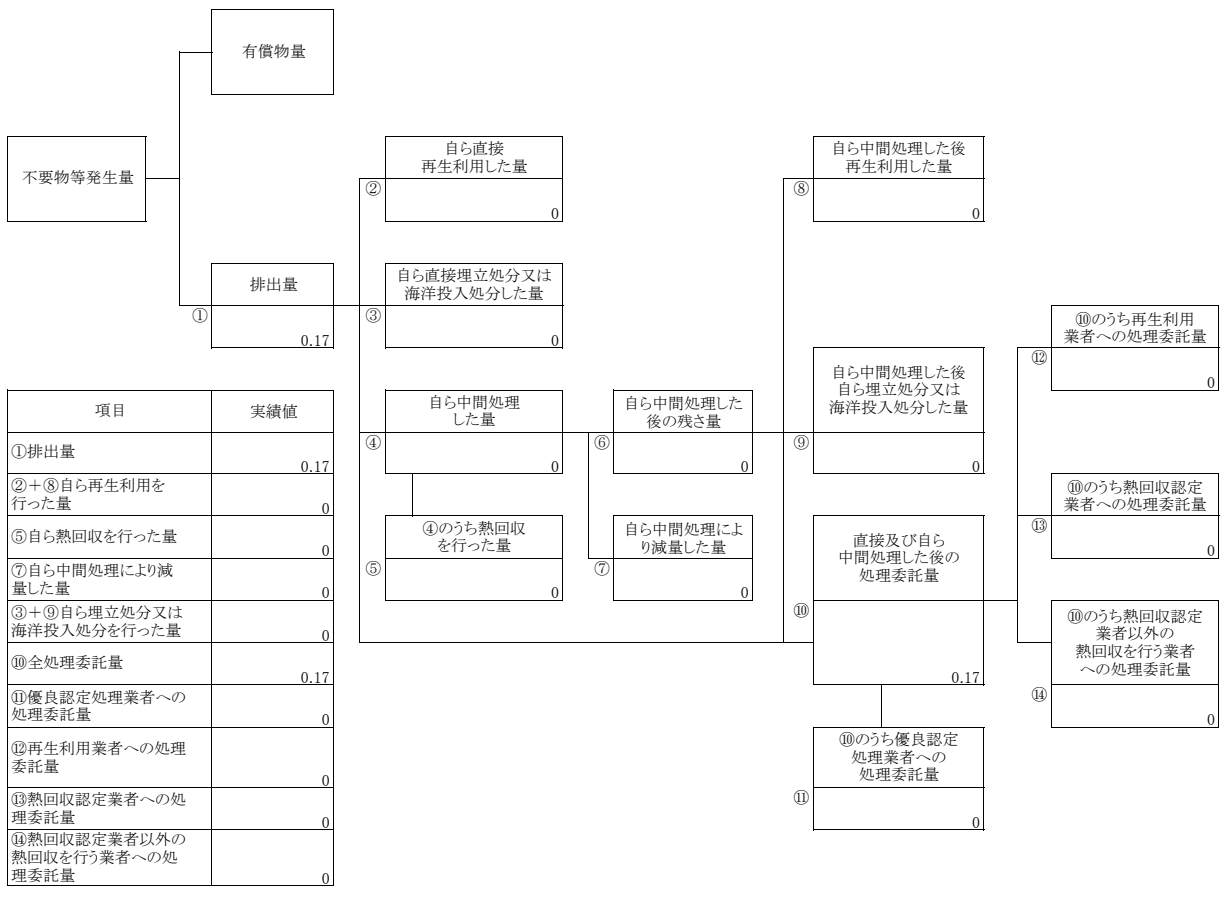 有償物量
不要物等発生量
排出量
①
0.17
自ら直接
再生利用した量
②
0
自ら直接埋立処分又は
海洋投入処分した量
③
0
自ら中間処理
した量
④
0
④のうち熱回収
を行った量
⑤
0
自ら中間処理した
後の残さ量
⑥
0
自ら中間処理によ
り減量した量
⑦
0
自ら中間処理した後
再生利用した量
⑧
0
自ら中間処理した後
自ら埋立処分又は
海洋投入処分した量
⑨
0
直接及び自ら
中間処理した後の
処理委託量
⑩
0.17
⑩のうち優良認定
処理業者への
処理委託量
⑪
0
⑩のうち再生利用
業者への処理委託量
⑫
0
⑩のうち熱回収認定
業者への処理委託量
⑬
0
⑩のうち熱回収認定
業者以外の
熱回収を行う業者
への処理委託量
⑭
0
項目 実績値
①排出量
0.17
②＋⑧自ら再生利用を
行った量
0
⑤自ら熱回収を行った量
0
⑦自ら中間処理により減
量した量
0
③＋⑨自ら埋立処分又は
海洋投入処分を行った量
0
⑩全処理委託量
0.17
⑪優良認定処理業者への
処理委託量
0
⑫再生利用業者への処理
委託量
0
⑬熱回収認定業者への処
理委託量
0
⑭熱回収認定業者以外の
熱回収を行う業者への処
理委託量
0